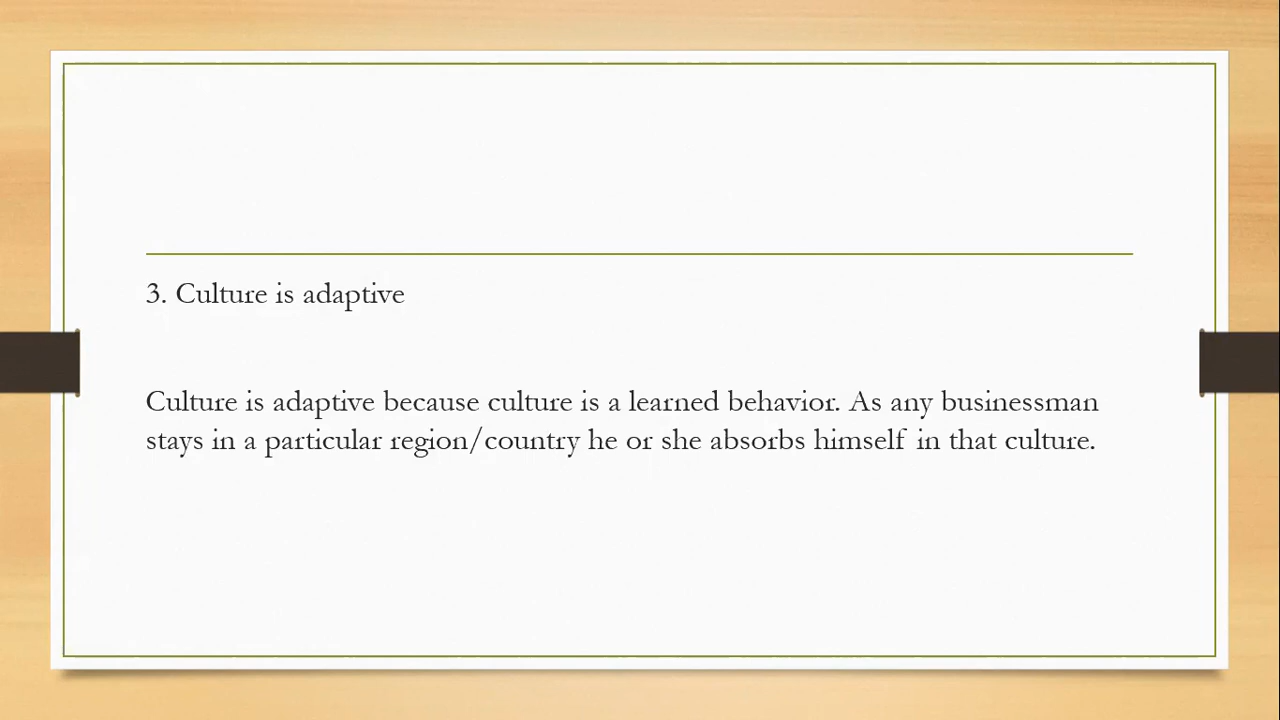 3. Culture is adaptive
Culture is adaptive because culture is a learned behavior. As any businessman
stays in a particular region/country he or she absorbs himself in that culture.